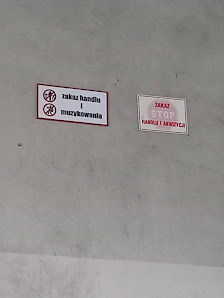 zakaz handlu
i
muzykowania
ZAKAZ
STOP
HANDLU I AKWIZYCJI